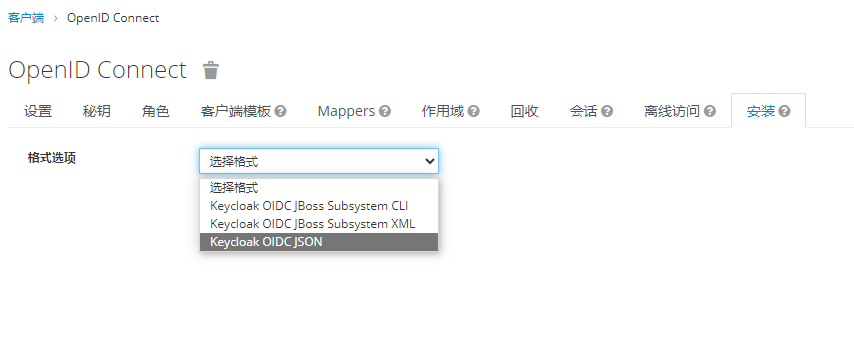 客户端 › OpenID Connect
OpenID Connect
设置 秘钥 角色 客户端模板 Mappers 作用域 回收 会话 离线访问 安装
格式选项 选择格式
选择格式
Keycloak OIDC JBoss Subsystem CLI
Keycloak OIDC JBoss Subsystem XML
Keycloak OIDC JSON